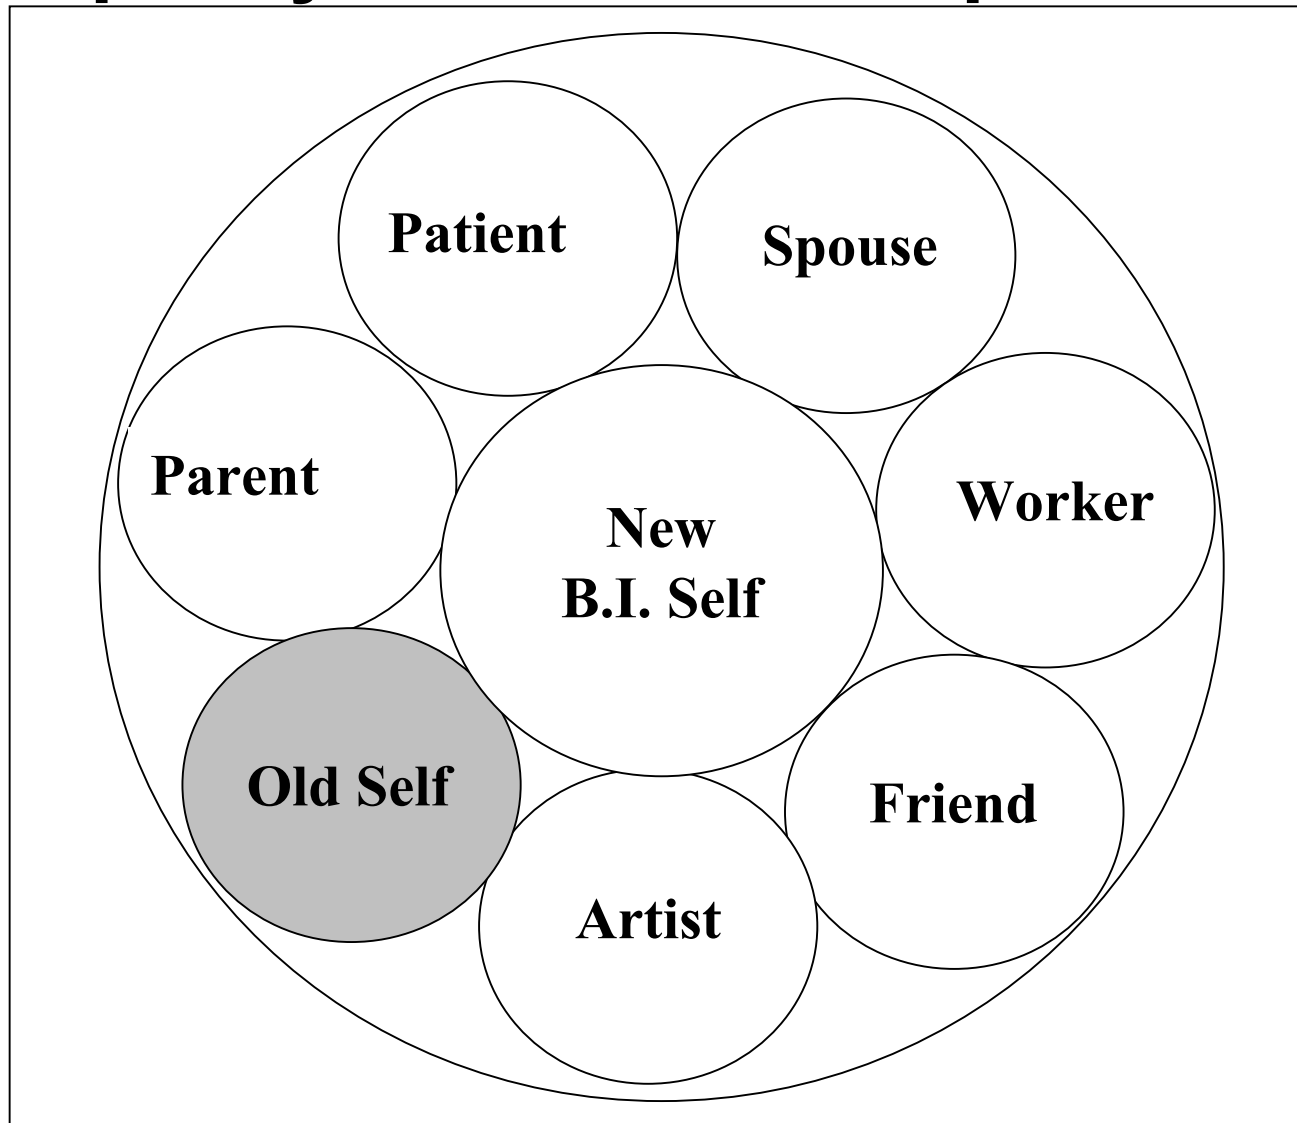 Patient
Spouse
Parent
Worker
New
B.I. Self
Old Self
Friend
Artist